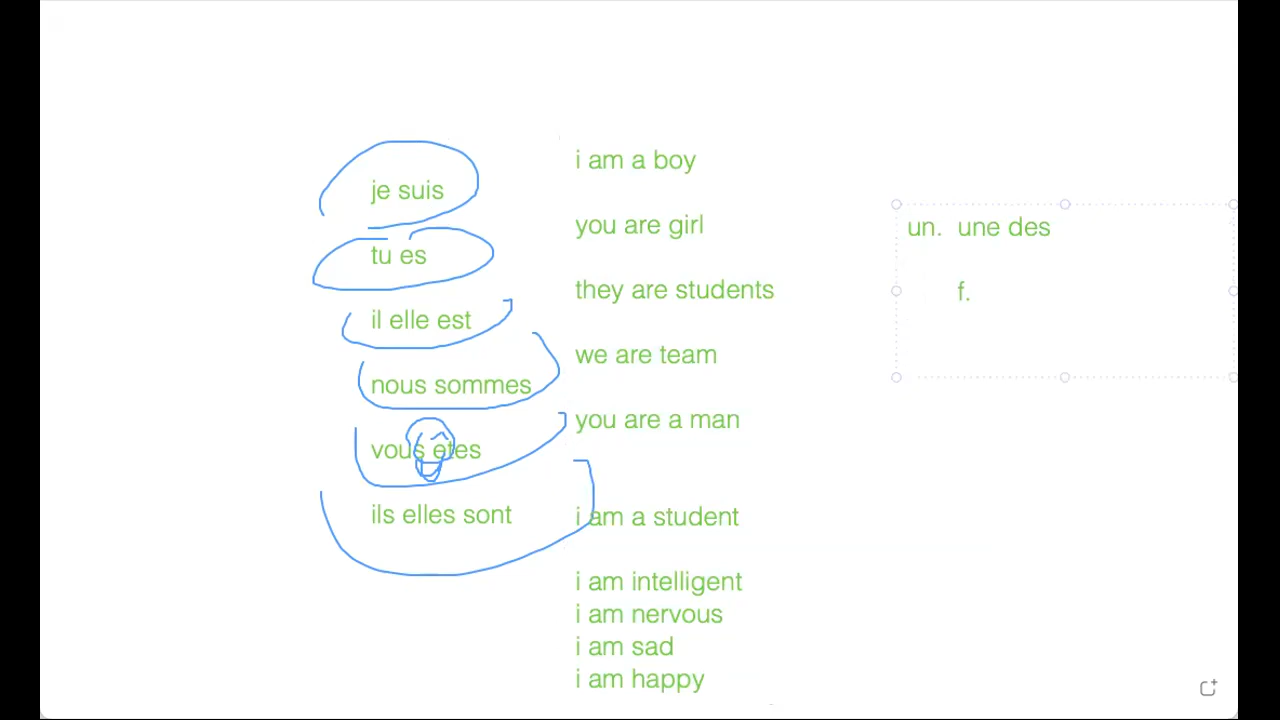 je suis
tu es
il elle est
nous sommes
vous etes
ils elles sont
i am a boy
you are girl
they are students
we are team
you are a man
i am a student
i am intelligent
i am nervous
i am sad
i am happy
un. une des
f.